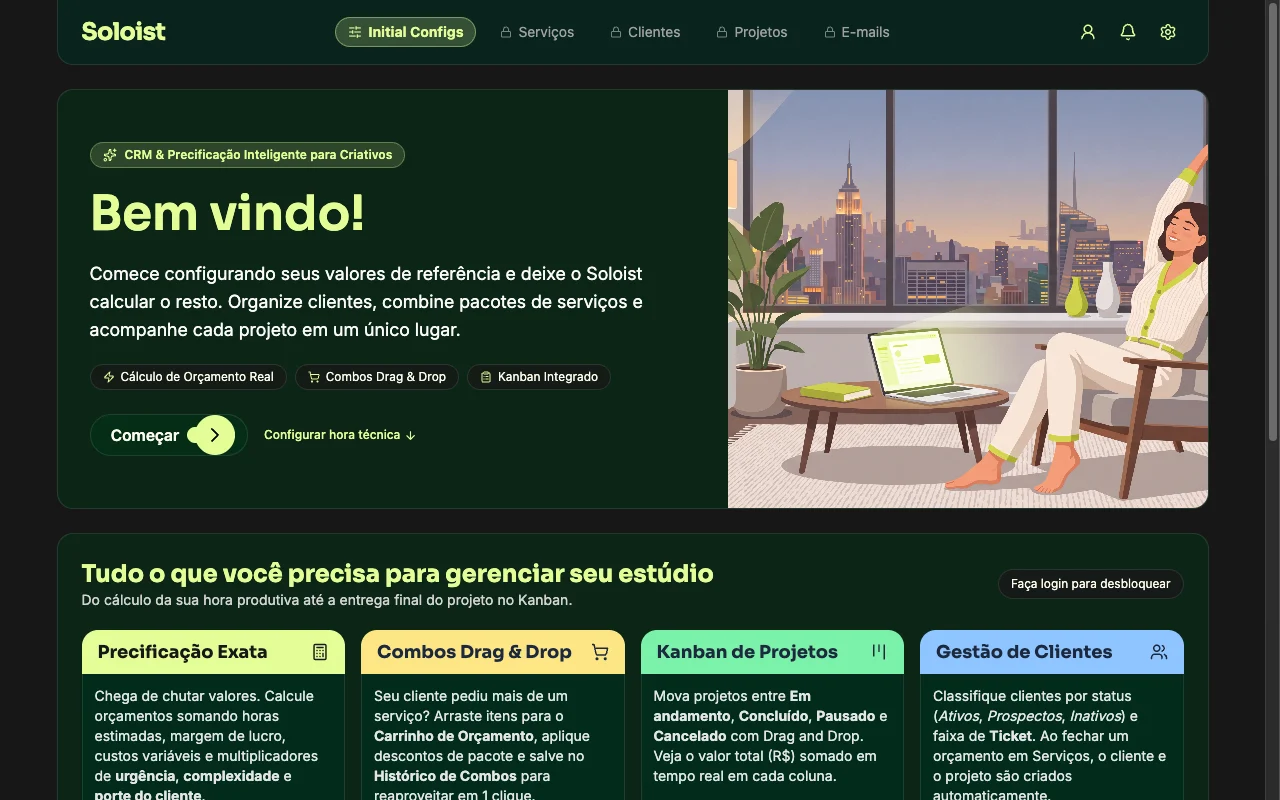 Soloist
Initial Configs
Serviços
Clientes
Projetos
E-mails
CRM & Precificação Inteligente para Criativos
Bem vindo!
Comece configurando seus valores de referência e deixe o Soloist
calcular o resto. Organize clientes, combine pacotes de serviços e
acompanhe cada projeto em um único lugar.
Cálculo de Orçamento Real
Combos Drag & Drop
Kanban Integrado
Começar
Configurar hora técnica ↓
Tudo o que você precisa para gerenciar seu estúdio
Do cálculo da sua hora produtiva até a entrega final do projeto no Kanban.
Faça login para desbloquear
Precificação Exata
Chega de chutar valores. Calcule
orçamentos somando horas
estimadas, margem de lucro,
custos variáveis e multiplicadores
de urgência, complexidade e
porte do cliente.
Combos Drag & Drop
Seu cliente pediu mais de um
serviço? Arraste itens para o
Carrinho de Orçamento, aplique
descontos de pacote e salve no
Histórico de Combos para
reaproveitar em 1 clique.
Kanban de Projetos
Mova projetos entre Em
andamento, Concluído, Pausado e
Cancelado com Drag and Drop.
Veja o valor total (R$) somado em
tempo real em cada coluna.
Gestão de Clientes
Classifique clientes por status
(Ativos, Prospectos, Inativos) e
faixa de Ticket. Ao fechar um
orçamento em Serviços, o cliente e
o projeto são criados
automaticamente.